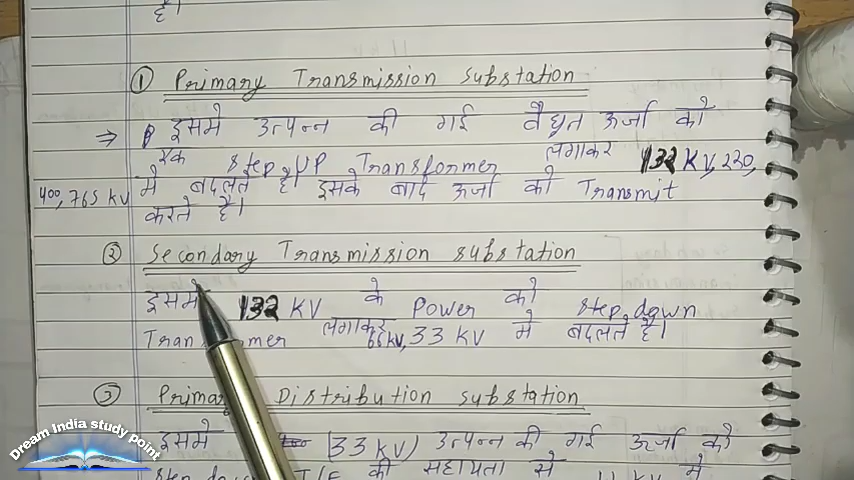 है।
① Primary Transmission Substation
⇒ इसमे उत्पन्न की गई वैद्युत ऊर्जा को
एक Step UP Transformer लगाकर 132 KV, 220,
400, 765 KV मे बदलते है। इसके बाद ऊर्जा को Transmit
करते है।
② Secondary Transmission Substation
इसमे 132 KV के Power को Step down
Transformer लगाकर 66 KV, 33 KV मे बदलते है।
③ Primary Distribution Substation
इसमे (33 KV) उत्पन्न की गई ऊर्जा को
Step down T/F की सहायता से 11 KV मे
Dream India study point